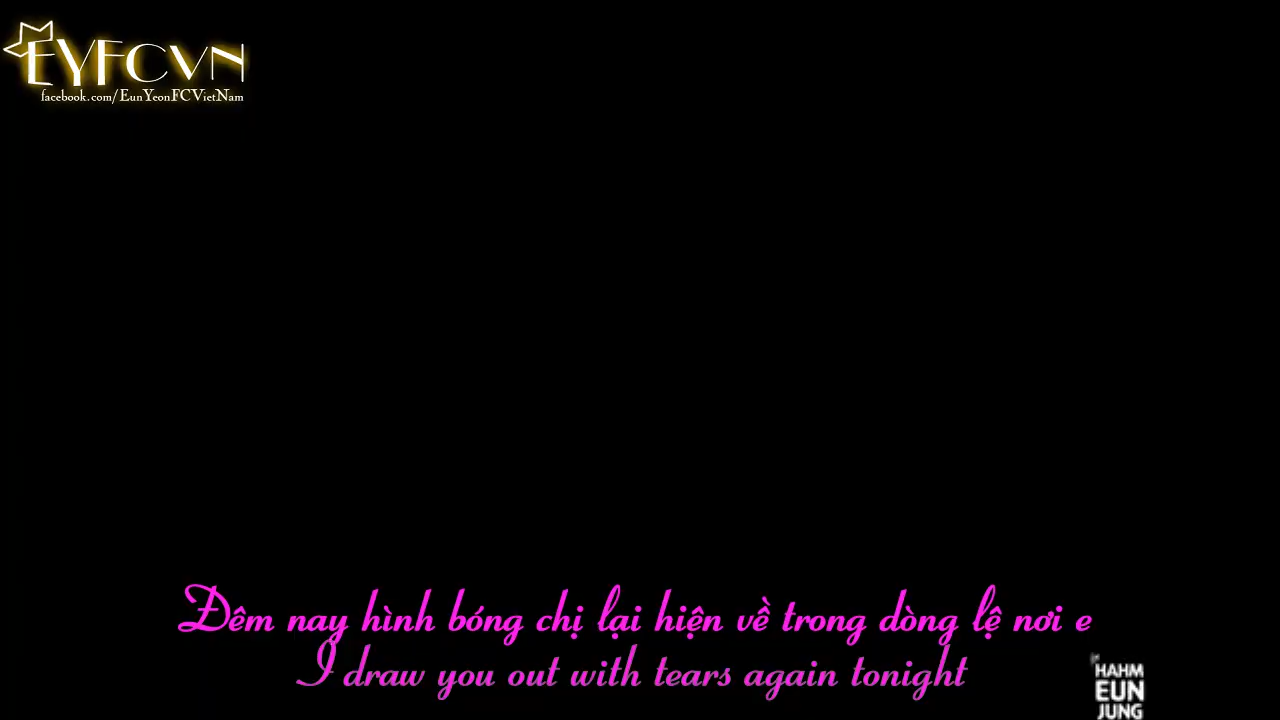 EYFCVN
facebook.com/EunYeonFCVietNam
Đêm nay hình bóng chị lại hiện về trong dòng lệ nơi e
I draw you out with tears again tonight
HAHM
EUN
JUNG